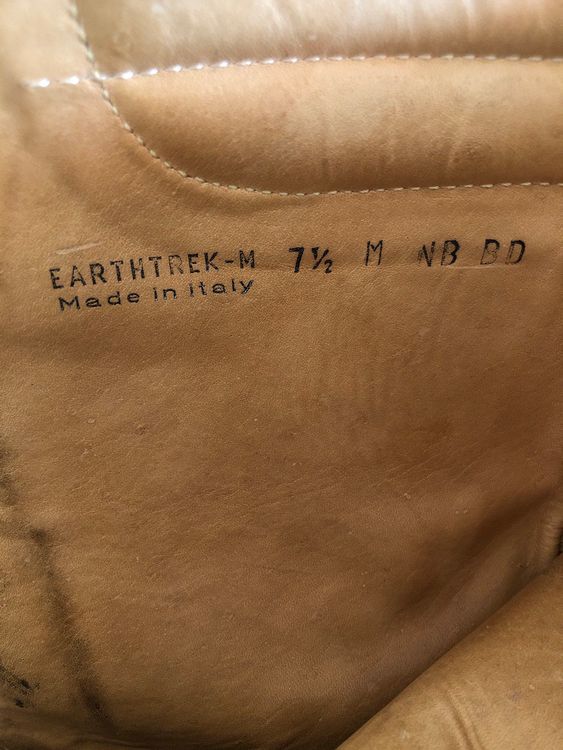 EARTHTREK-M 7½ M NB BD
Made in Italy